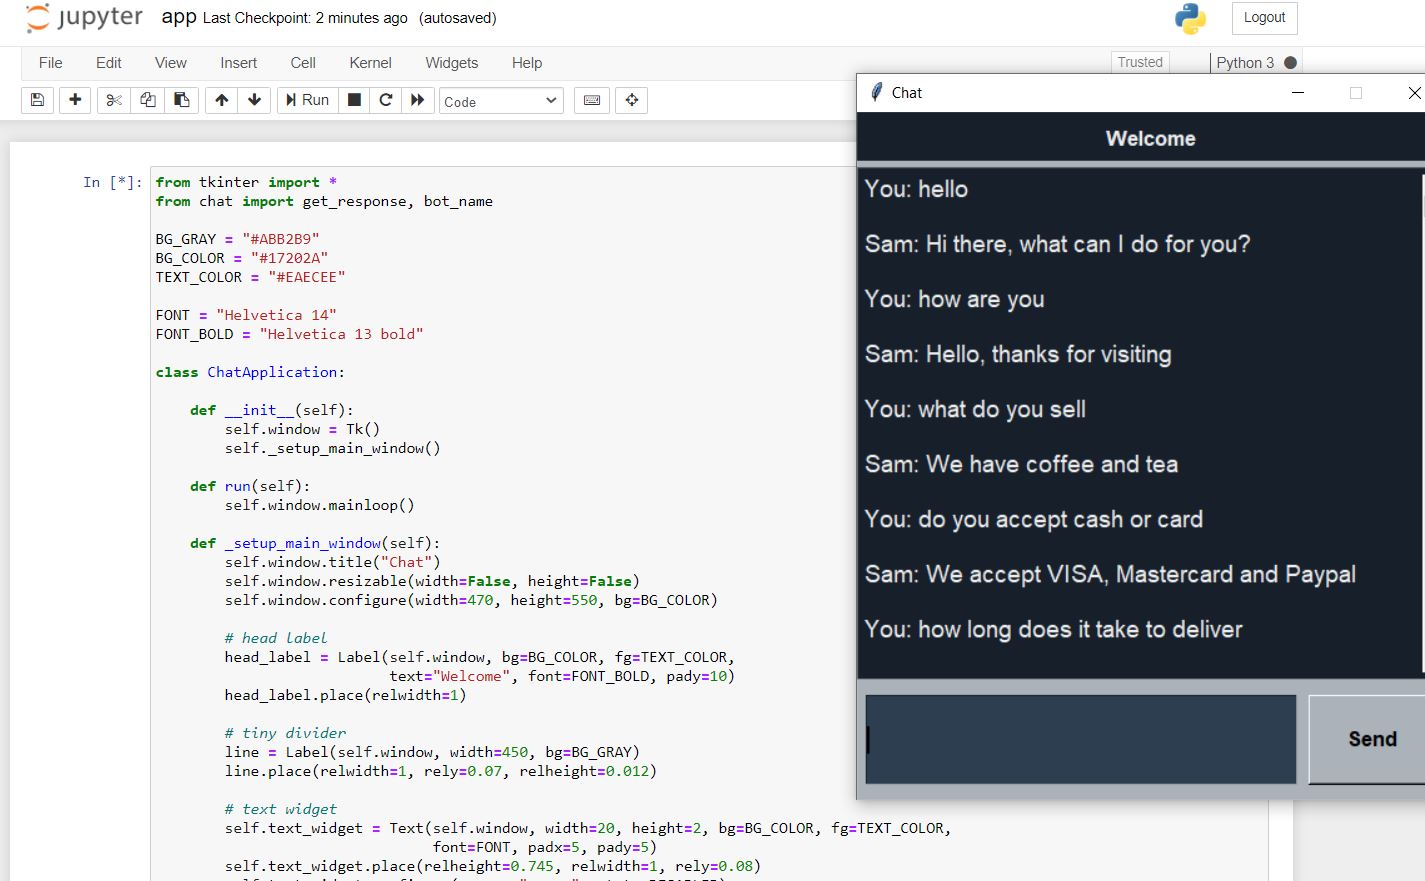 jupyter app Last Checkpoint: 2 minutes ago (autosaved)
Logout
File Edit View Insert Cell Kernel Widgets Help
Trusted
Python 3
Run
Code
In [*]:
from tkinter import *
from chat import get_response, bot_name
BG_GRAY = "#ABB2B9"
BG_COLOR = "#17202A"
TEXT_COLOR = "#EAECEE"
FONT = "Helvetica 14"
FONT_BOLD = "Helvetica 13 bold"
class ChatApplication:
def __init__(self):
self.window = Tk()
self._setup_main_window()
def run(self):
self.window.mainloop()
def _setup_main_window(self):
self.window.title("Chat")
self.window.resizable(width=False, height=False)
self.window.configure(width=470, height=550, bg=BG_COLOR)
# head label
head_label = Label(self.window, bg=BG_COLOR, fg=TEXT_COLOR,
text="Welcome", font=FONT_BOLD, pady=10)
head_label.place(relwidth=1)
# tiny divider
line = Label(self.window, width=450, bg=BG_GRAY)
line.place(relwidth=1, rely=0.07, relheight=0.012)
# text widget
self.text_widget = Text(self.window, width=20, height=2, bg=BG_COLOR, fg=TEXT_COLOR,
font=FONT, padx=5, pady=5)
self.text_widget.place(relheight=0.745, relwidth=1, rely=0.08)
Chat
Welcome
You: hello
Sam: Hi there, what can I do for you?
You: how are you
Sam: Hello, thanks for visiting
You: what do you sell
Sam: We have coffee and tea
You: do you accept cash or card
Sam: We accept VISA, Mastercard and Paypal
You: how long does it take to deliver
Send